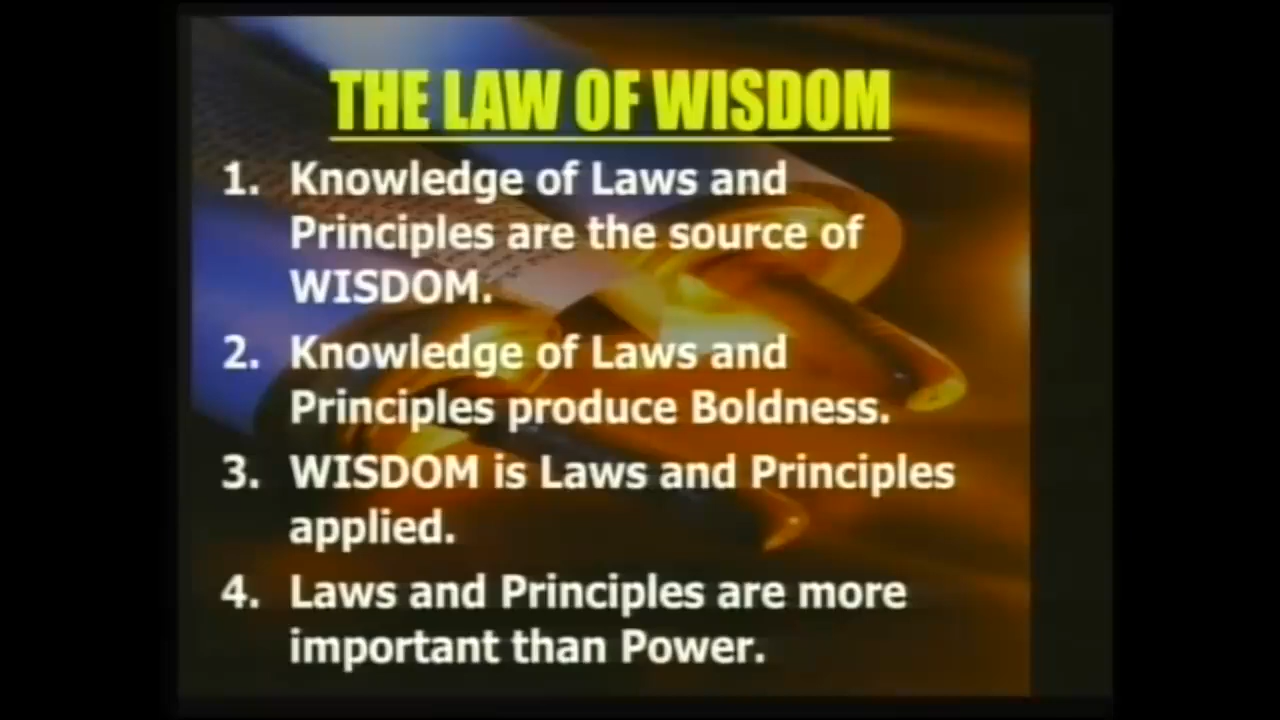 THE LAW OF WISDOM
1. Knowledge of Laws and
Principles are the source of
WISDOM.
2. Knowledge of Laws and
Principles produce Boldness.
3. WISDOM is Laws and Principles
applied.
4. Laws and Principles are more
important than Power.